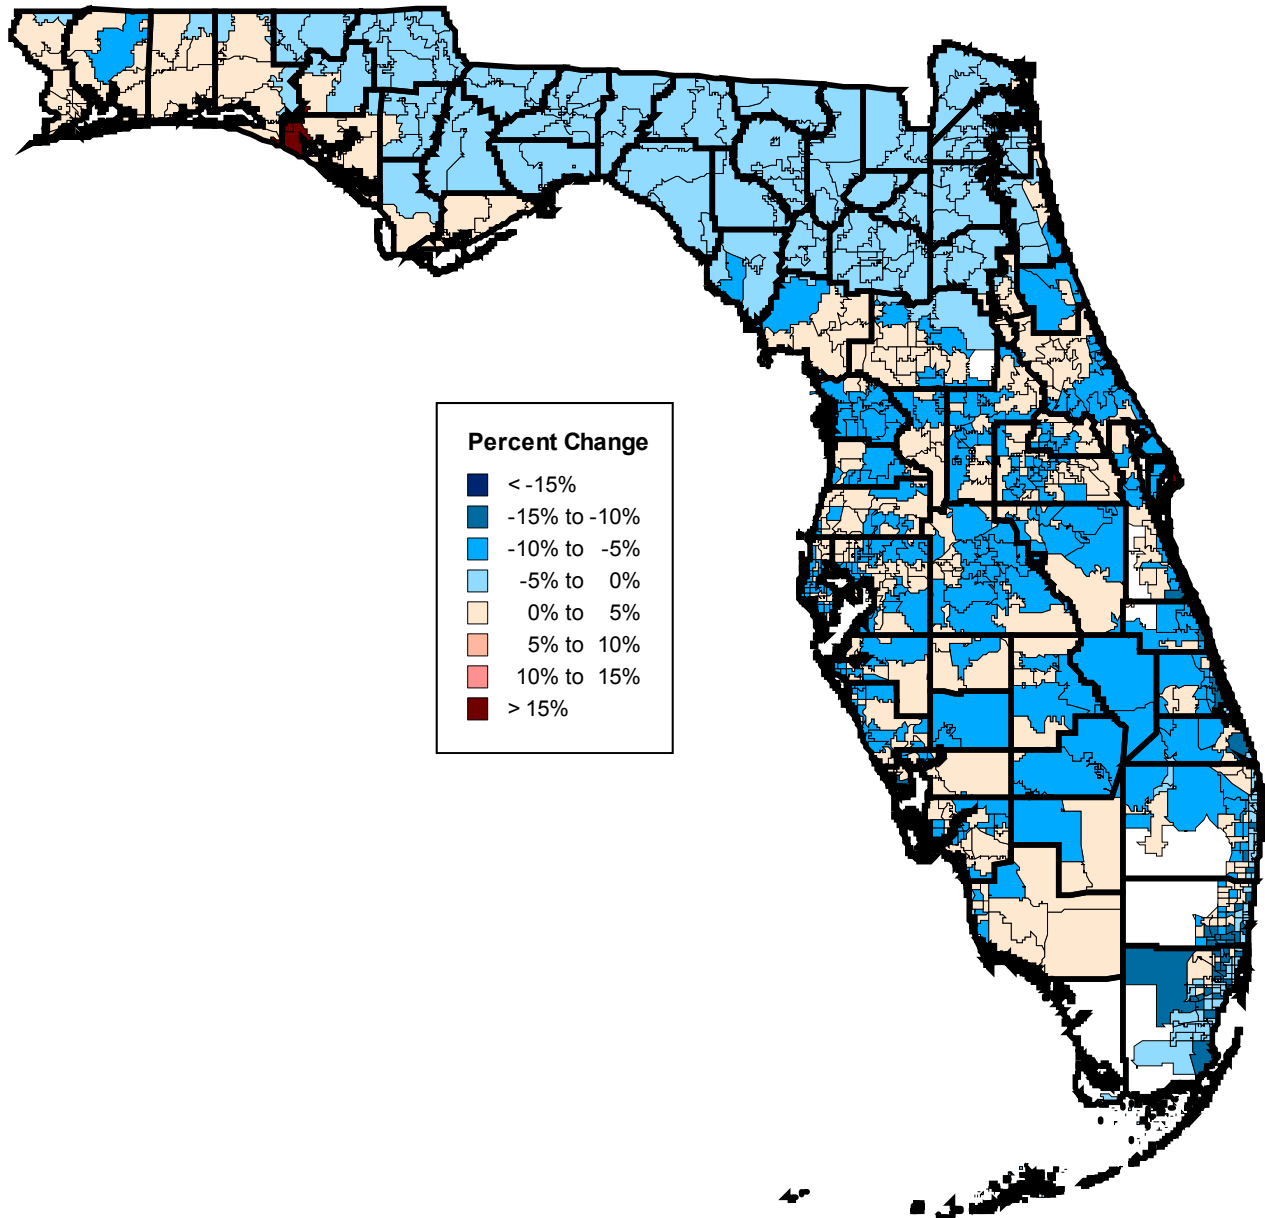 Percent Change
< -15%
-15% to -10%
-10% to -5%
-5% to 0%
0% to 5%
5% to 10%
10% to 15%
> 15%